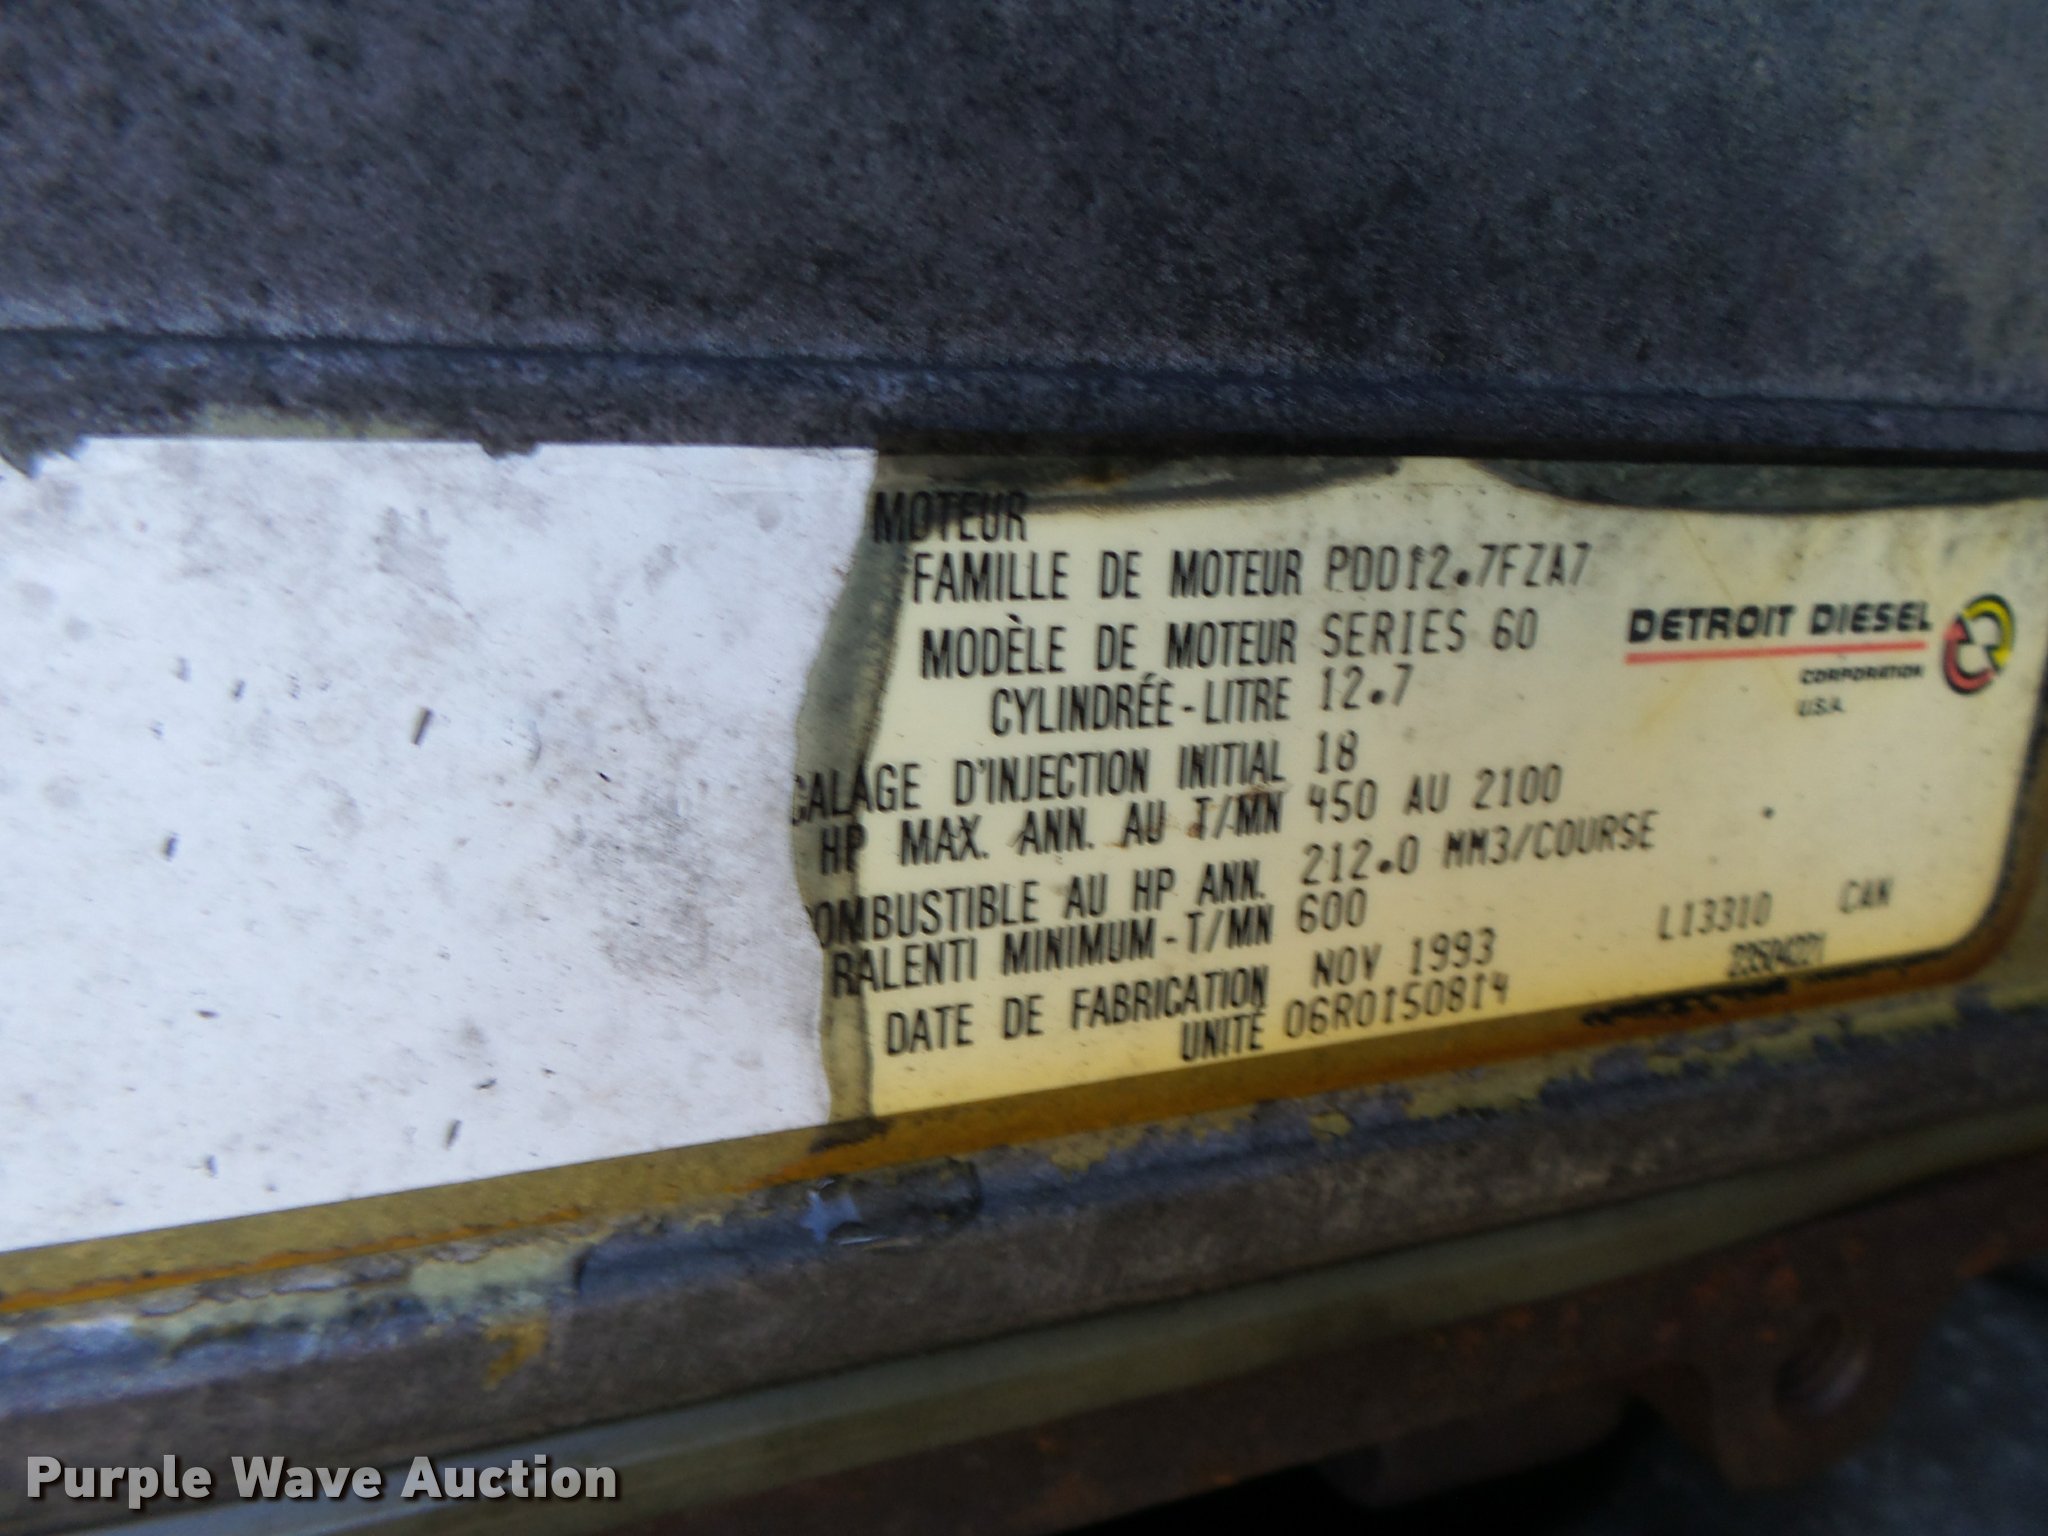 MOTEUR
FAMILLE DE MOTEUR PDD12.7FZA7
MODÈLE DE MOTEUR SERIES 60
CYLINDRÉE-LITRE 12.7
CALAGE D'INJECTION INITIAL 18
HP MAX. ANN. AU T/MN 450 AU 2100
COMBUSTIBLE AU HP ANN. 212.0 MM3/COURSE
RALENTI MINIMUM-T/MN 600
DATE DE FABRICATION NOV 1993
UNITÉ 06R0150814
DETROIT DIESEL
CORPORATION
U.S.A.
L13310 CAN
23504221
Purple Wave Auction